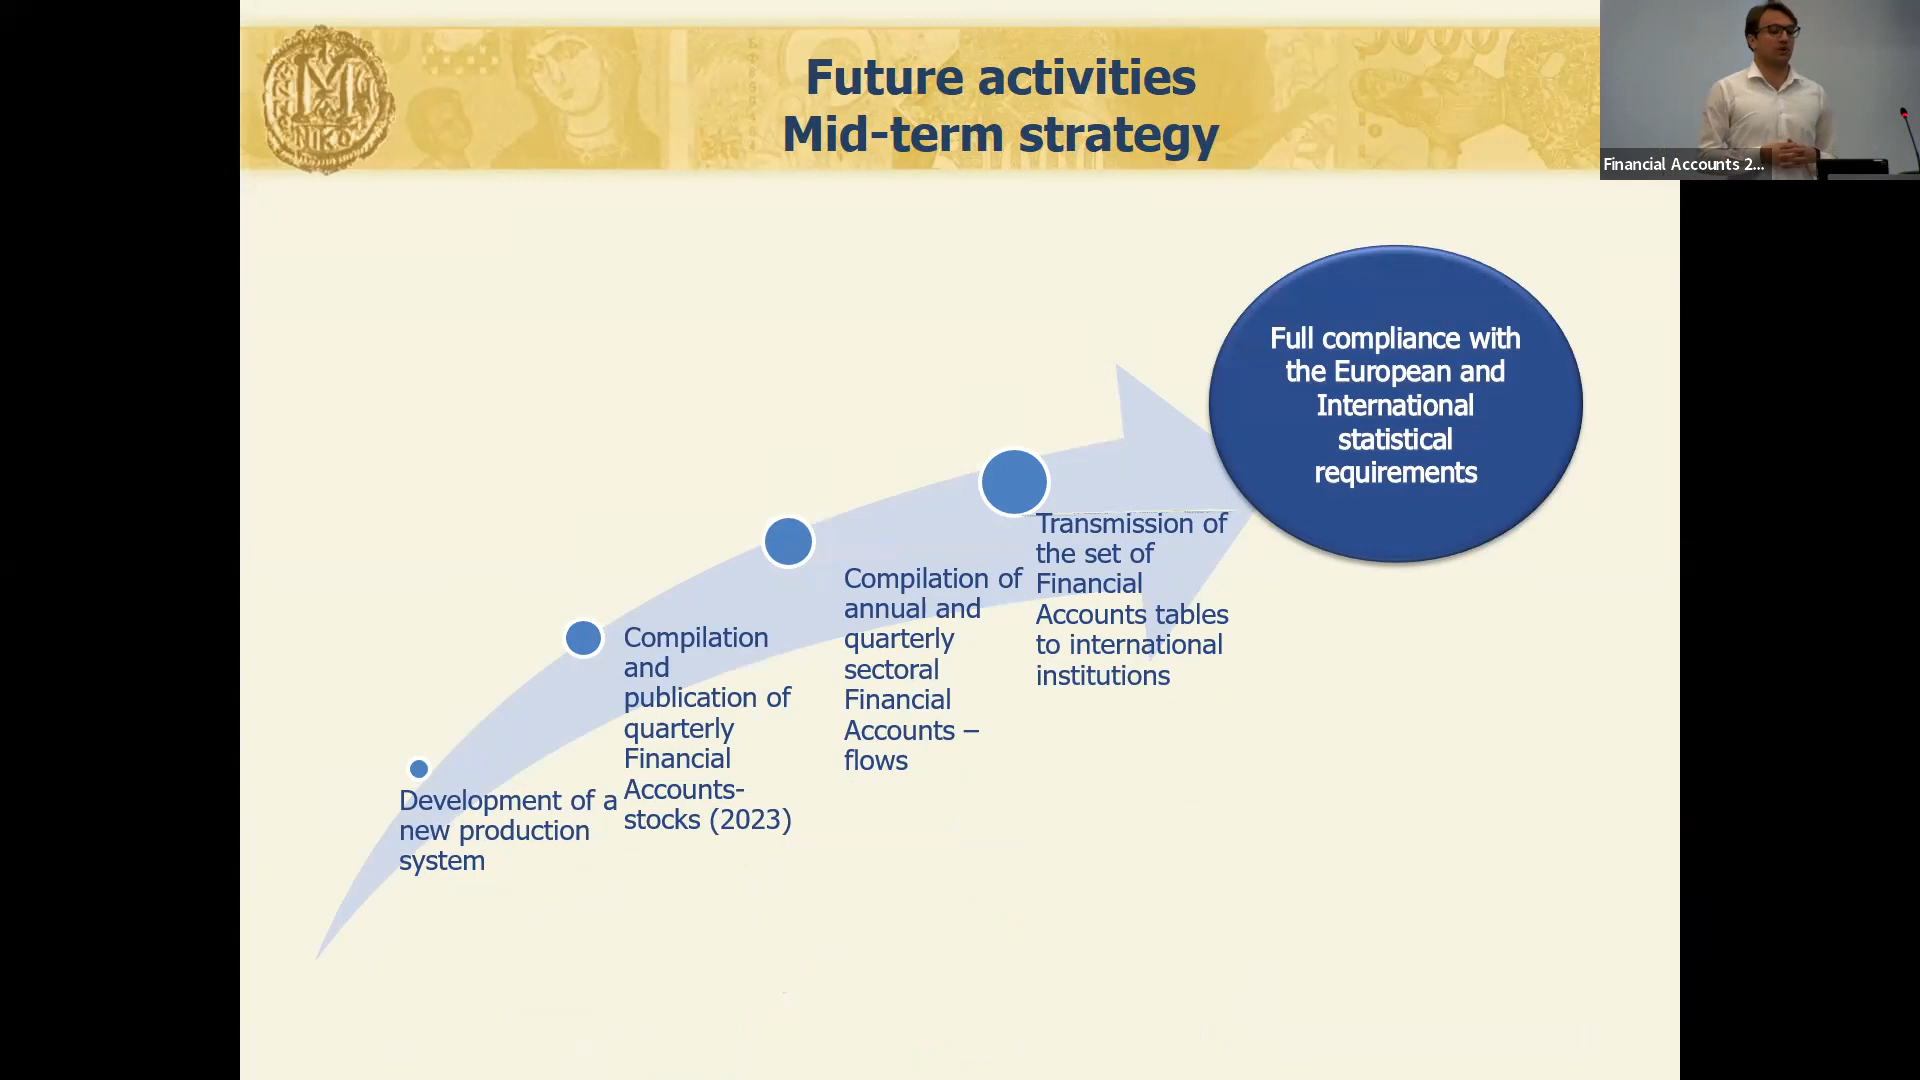 Future activities
Mid-term strategy
Financial Accounts 2...
Full compliance with
the European and
International
statistical
requirements
Transmission of
the set of
Financial
Accounts tables
to international
institutions
Compilation of
annual and
quarterly
sectoral
Financial
Accounts –
flows
Compilation
and
publication of
quarterly
Financial
Accounts-
stocks (2023)
Development of a
new production
system